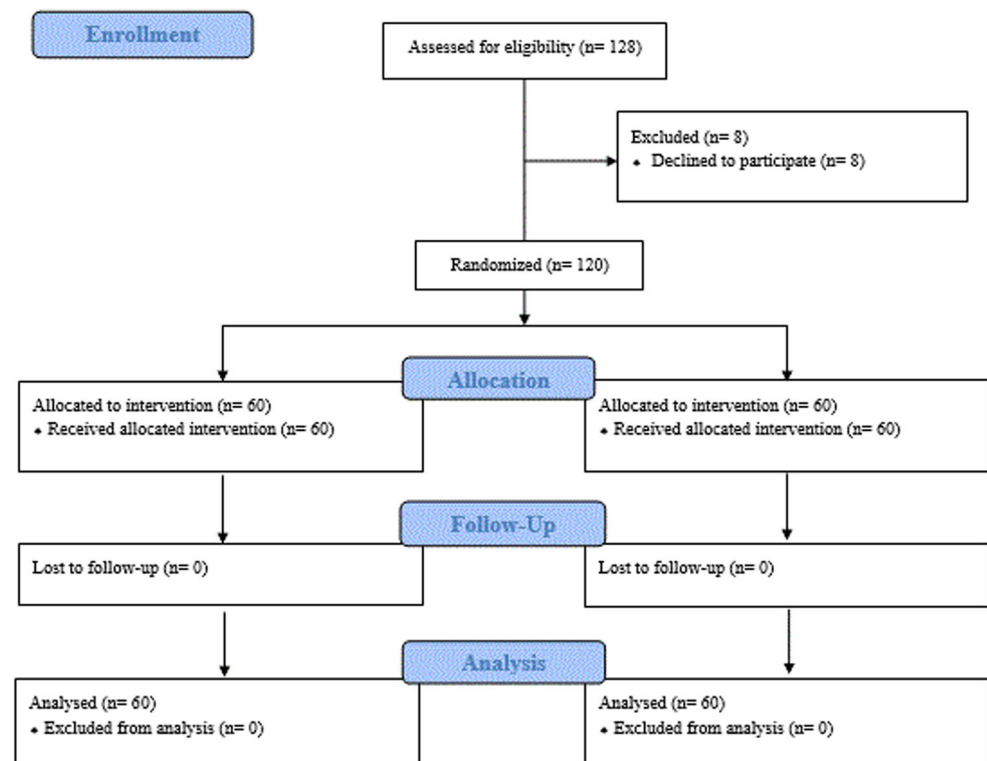 Enrollment
Assessed for eligibility (n= 128)
Excluded (n= 8)
♠ Declined to participate (n= 8)
Randomized (n= 120)
Allocation
Allocated to intervention (n= 60)
♠ Received allocated intervention (n= 60)
Allocated to intervention (n= 60)
♠ Received allocated intervention (n= 60)
Follow-Up
Lost to follow-up (n= 0)
Lost to follow-up (n= 0)
Analysis
Analysed (n= 60)
♠ Excluded from analysis (n= 0)
Analysed (n= 60)
♠ Excluded from analysis (n= 0)